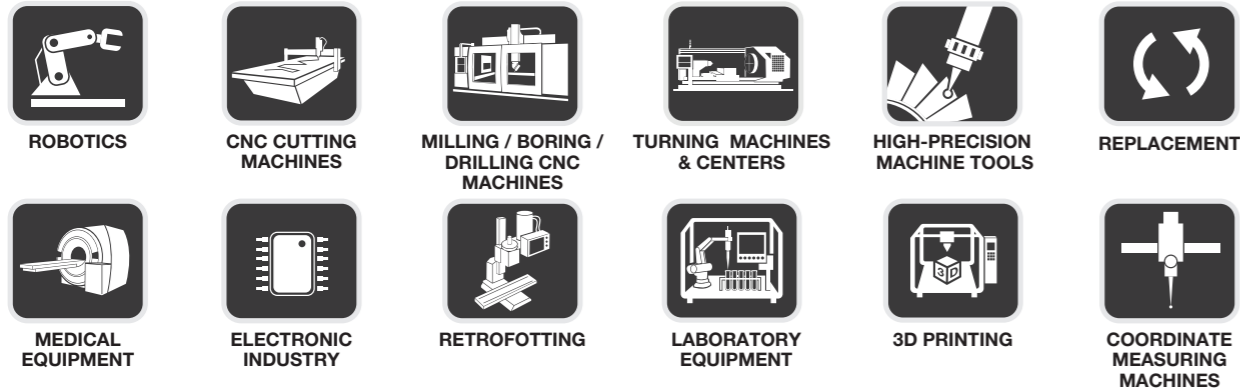 ROBOTICS
CNC CUTTING
MACHINES
MILLING / BORING /
DRILLING CNC
MACHINES
TURNING MACHINES
& CENTERS
HIGH-PRECISION
MACHINE TOOLS
REPLACEMENT
MEDICAL
EQUIPMENT
ELECTRONIC
INDUSTRY
RETROFOTTING
LABORATORY
EQUIPMENT
3D
3D PRINTING
COORDINATE
MEASURING
MACHINES